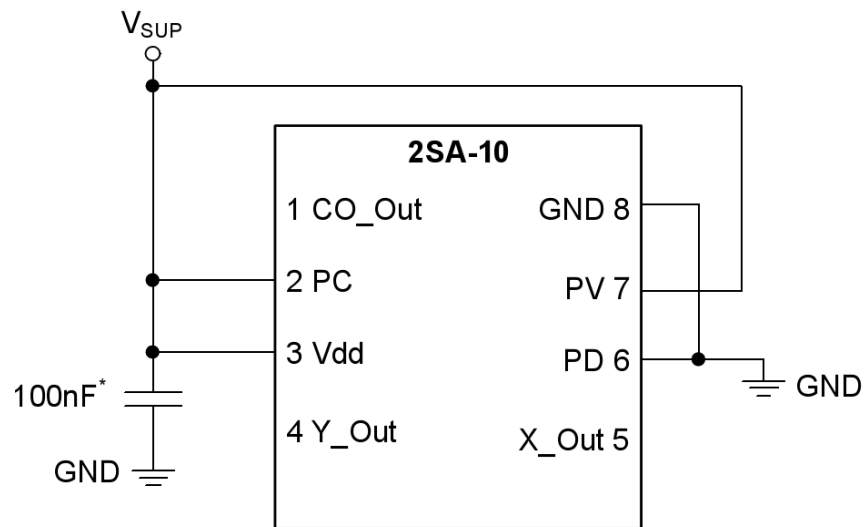 V_SUP
2SA-10
1 CO_Out
GND 8
2 PC
PV 7
3 Vdd
PD 6
100nF*
GND
4 Y_Out
X_Out 5
GND